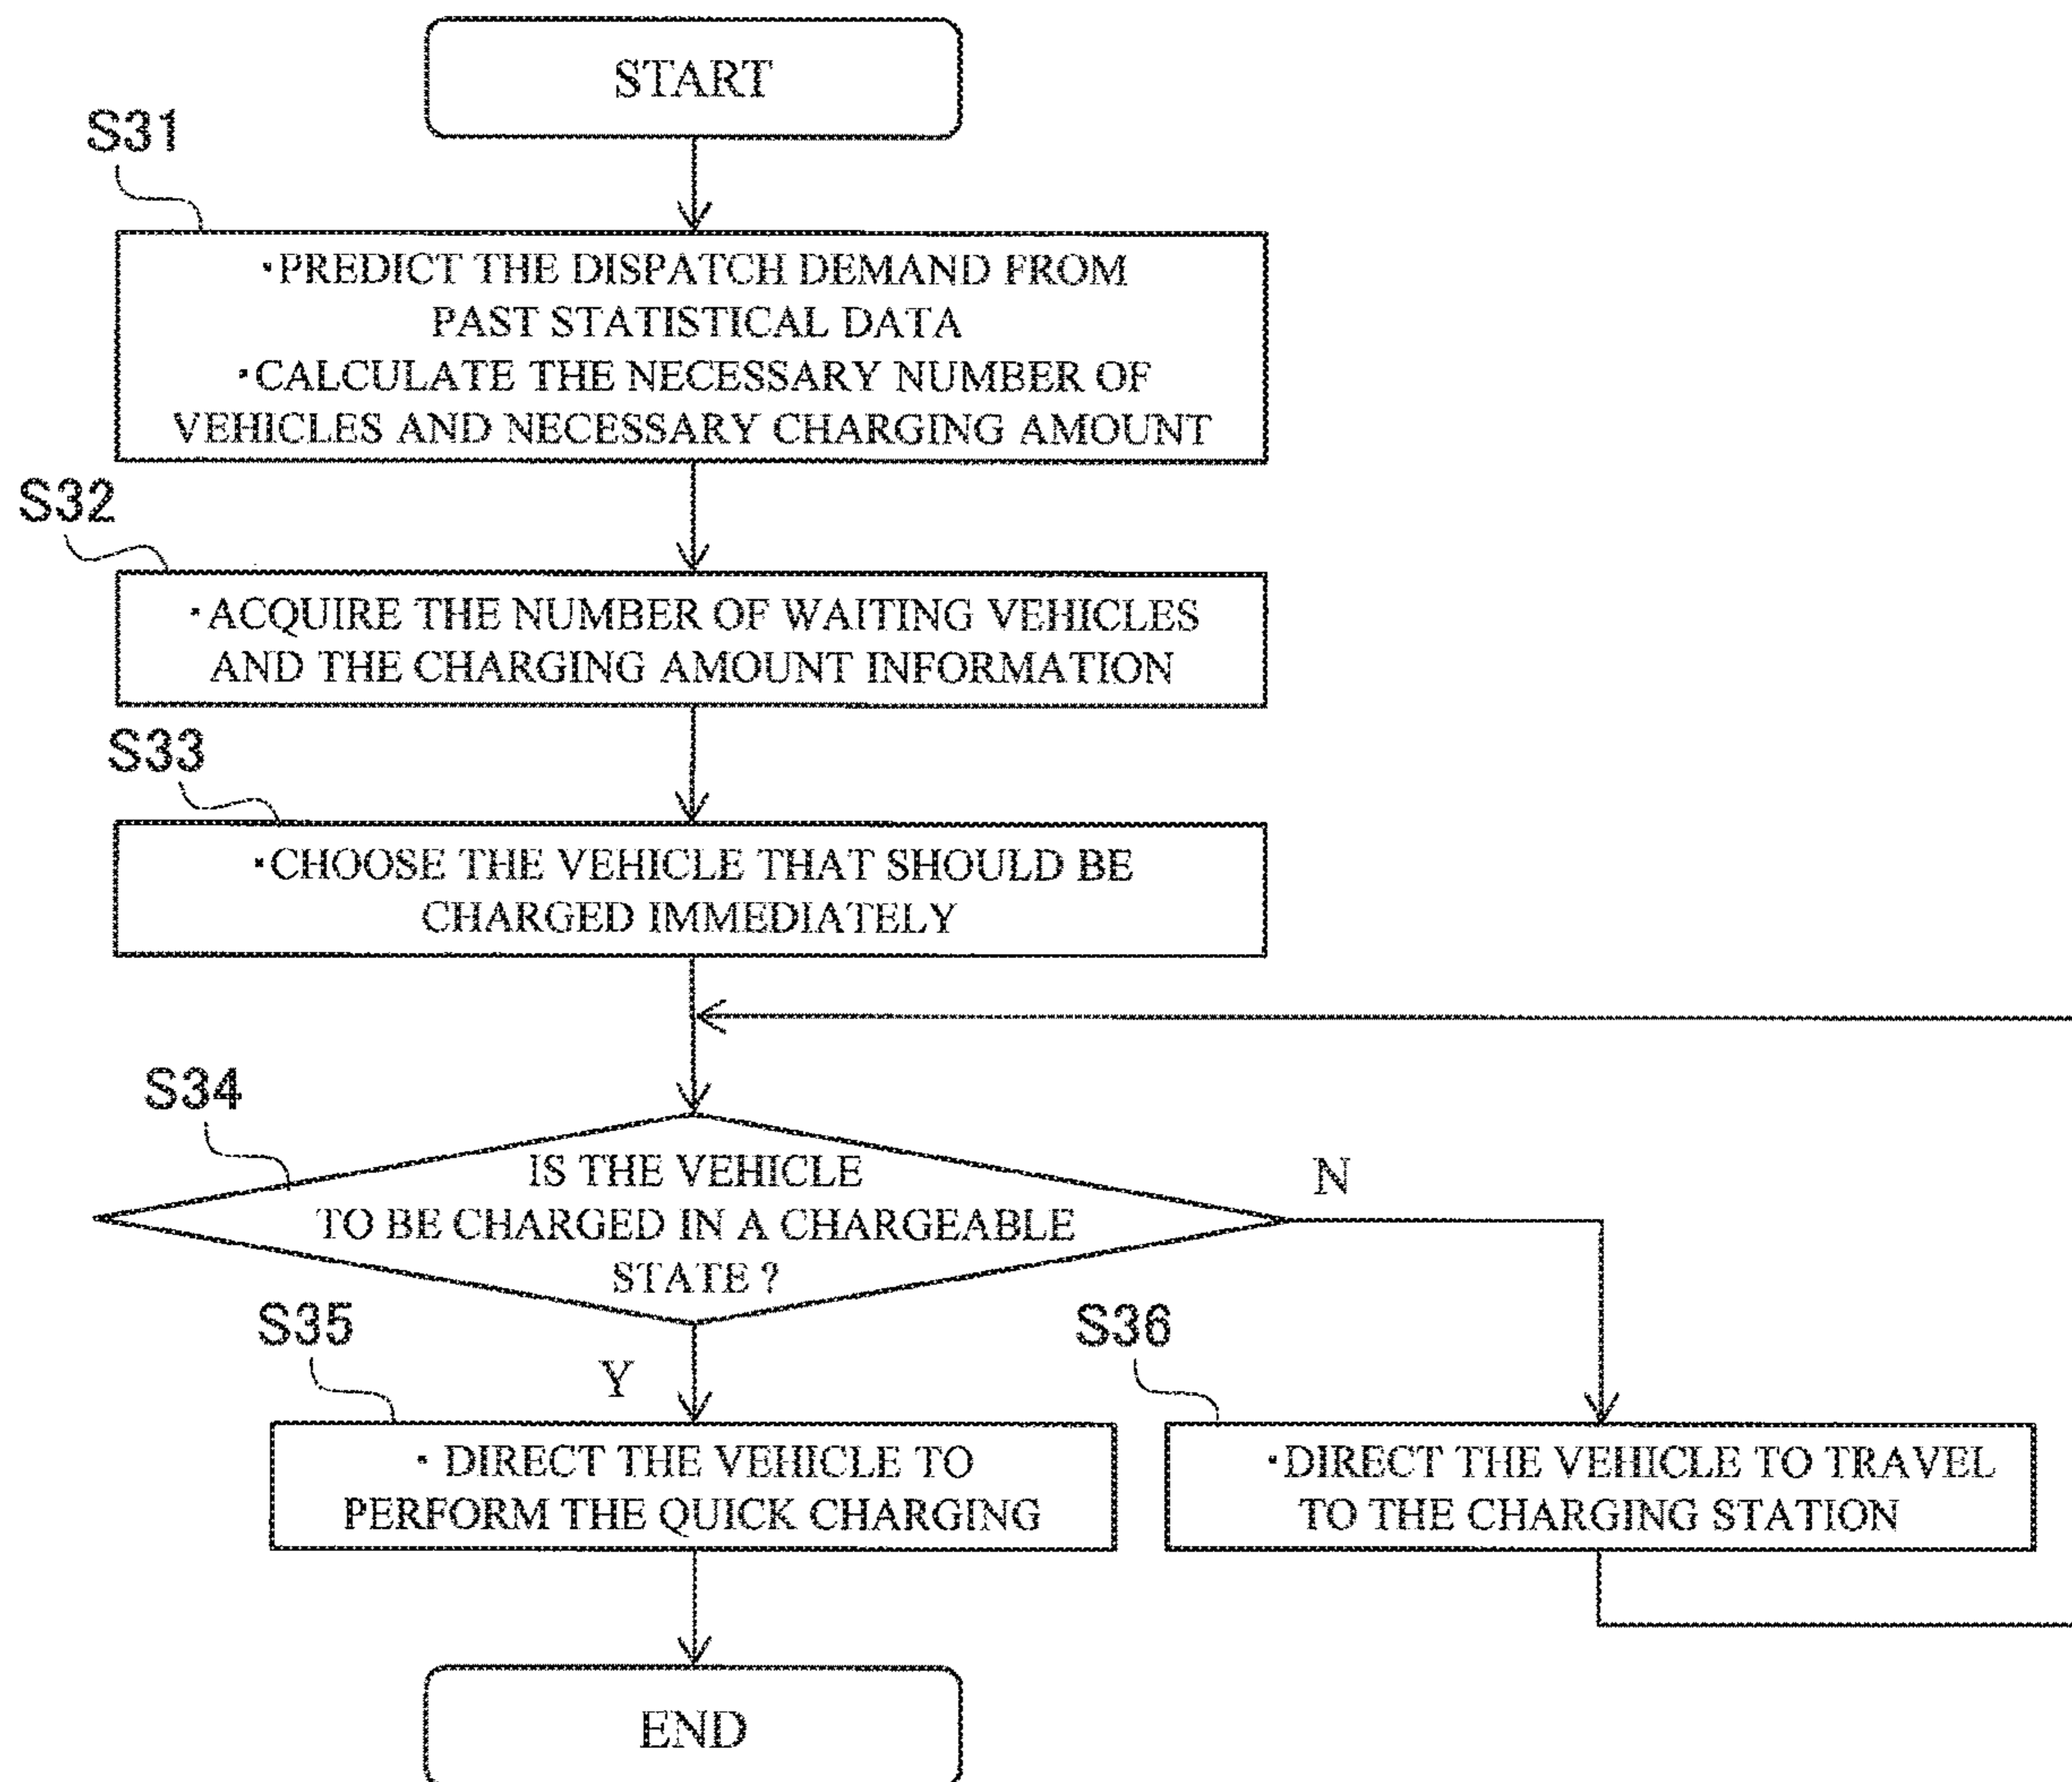 START
S31
・PREDICT THE DISPATCH DEMAND FROM
PAST STATISTICAL DATA
・CALCULATE THE NECESSARY NUMBER OF
VEHICLES AND NECESSARY CHARGING AMOUNT
S32
・ACQUIRE THE NUMBER OF WAITING VEHICLES
AND THE CHARGING AMOUNT INFORMATION
S33
・CHOOSE THE VEHICLE THAT SHOULD BE
CHARGED IMMEDIATELY
S34
IS THE VEHICLE
TO BE CHARGED IN A CHARGEABLE
STATE ?
N
Y
S35
・ DIRECT THE VEHICLE TO
PERFORM THE QUICK CHARGING
S36
・DIRECT THE VEHICLE TO TRAVEL
TO THE CHARGING STATION
END